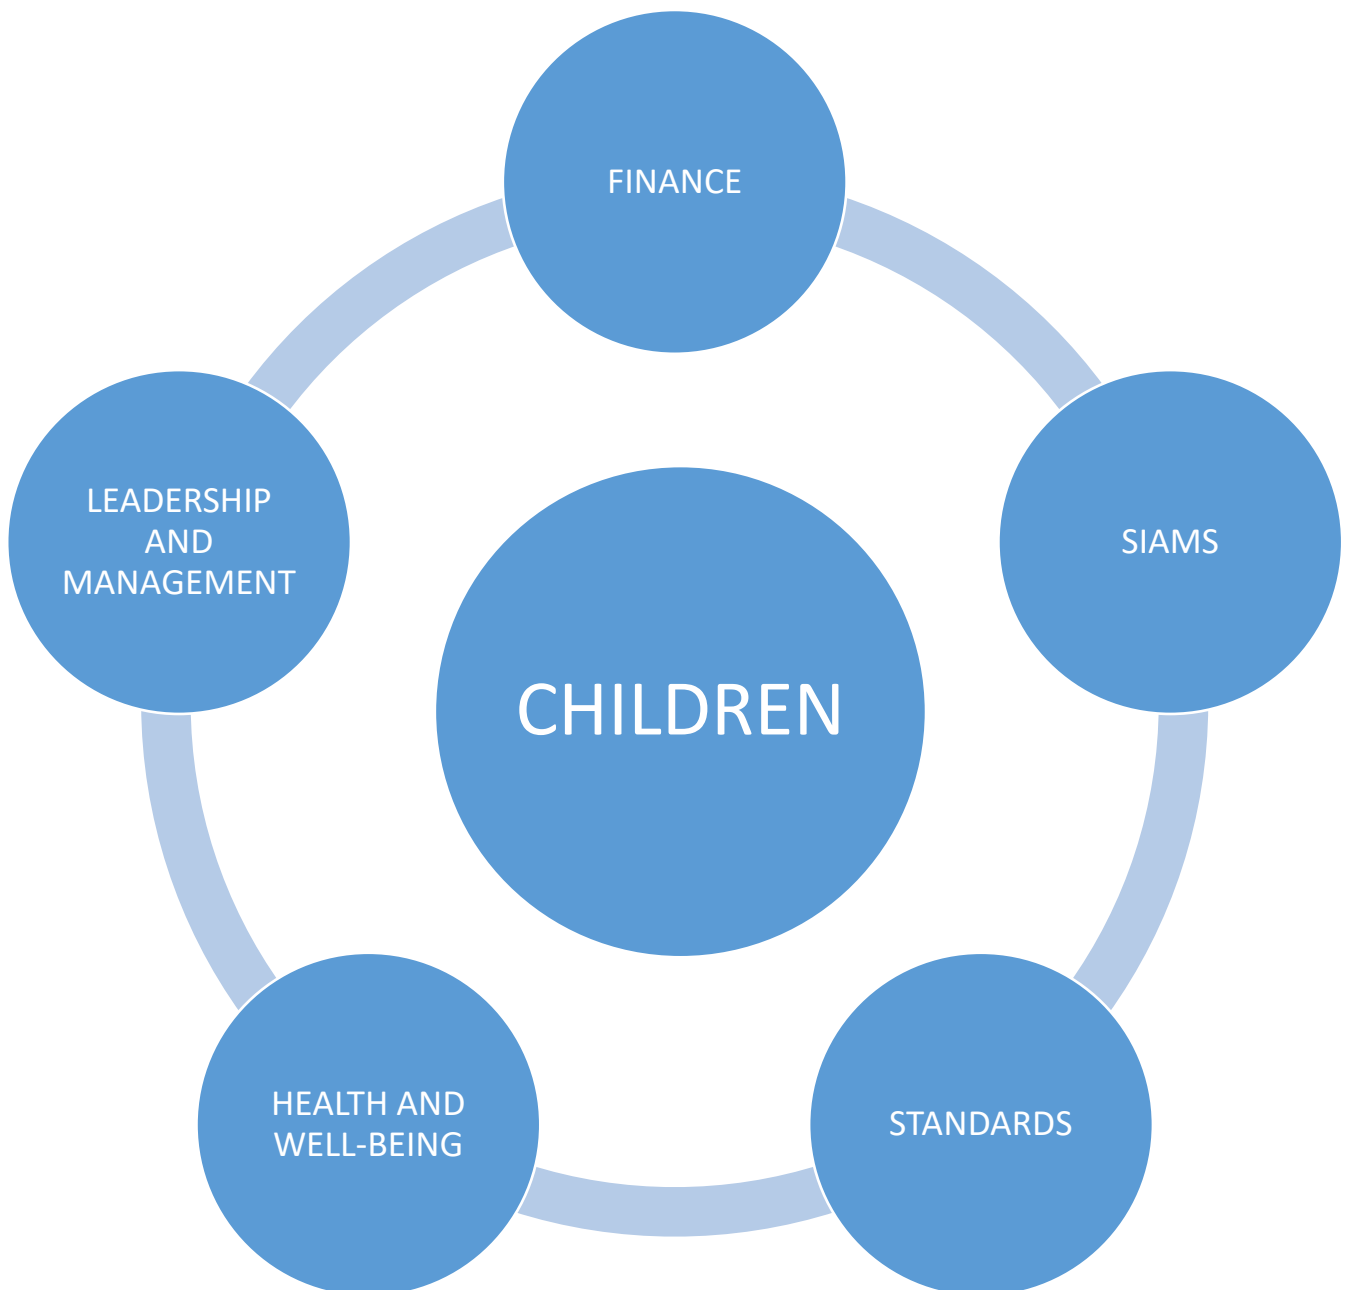 FINANCE
LEADERSHIP
AND
MANAGEMENT
SIAMS
CHILDREN
HEALTH AND
WELL-BEING
STANDARDS